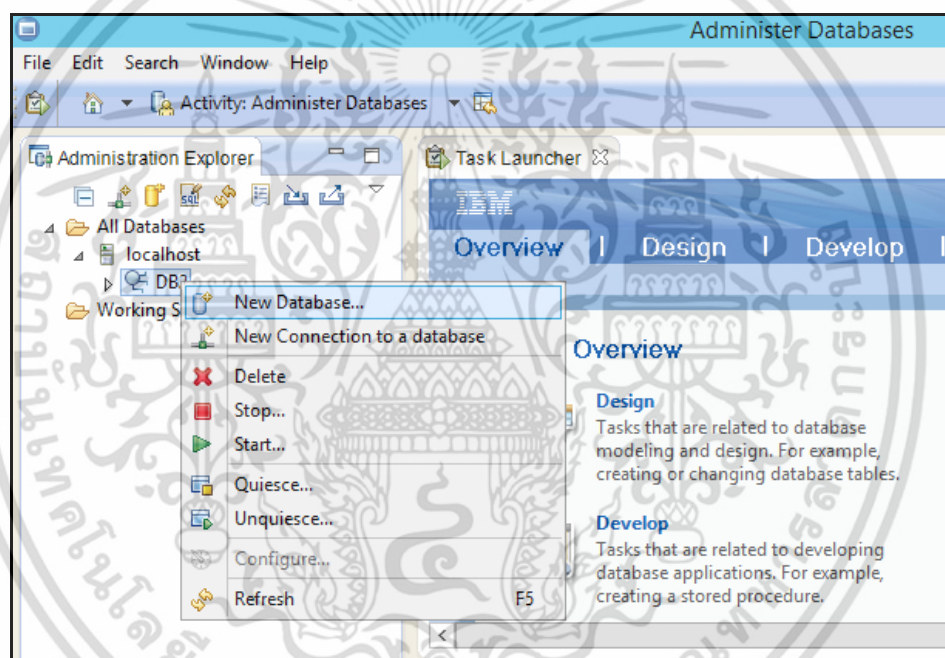 Administer Databases
File Edit Search Window Help
Activity: Administer Databases
Administration Explorer
Task Launcher
All Databases
localhost
DB2
Working S
IBM
Overview | Design | Develop |
New Database...
New Connection to a database
Delete
Stop...
Start...
Quiesce...
Unquiesce...
Configure...
Refresh F5
Overview
Design
Tasks that are related to database
modeling and design. For example,
creating or changing database tables.
Develop
Tasks that are related to developing
database applications. For example,
creating a stored procedure.